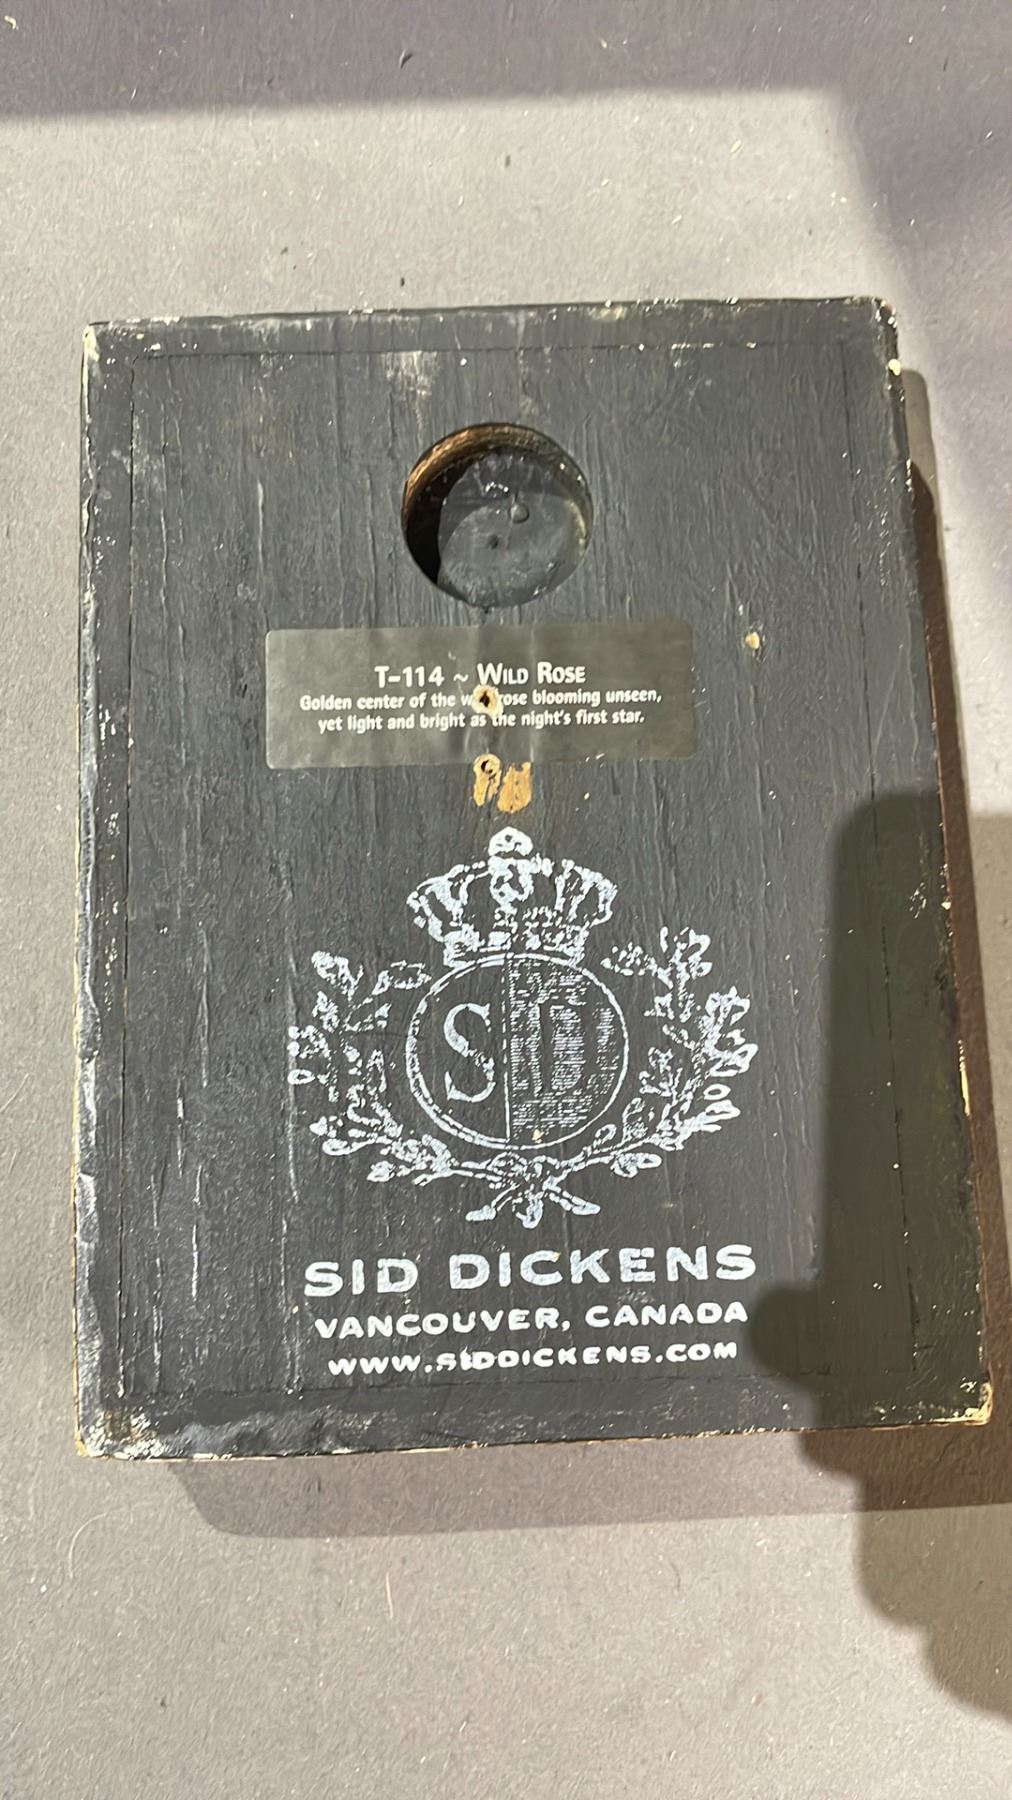 T-114 ~ WILD ROSE
Golden center of the rose blooming unseen,
yet light and bright as the night's first star.
SD
SID DICKENS
VANCOUVER, CANADA
WWW.SIDDICKENS.COM